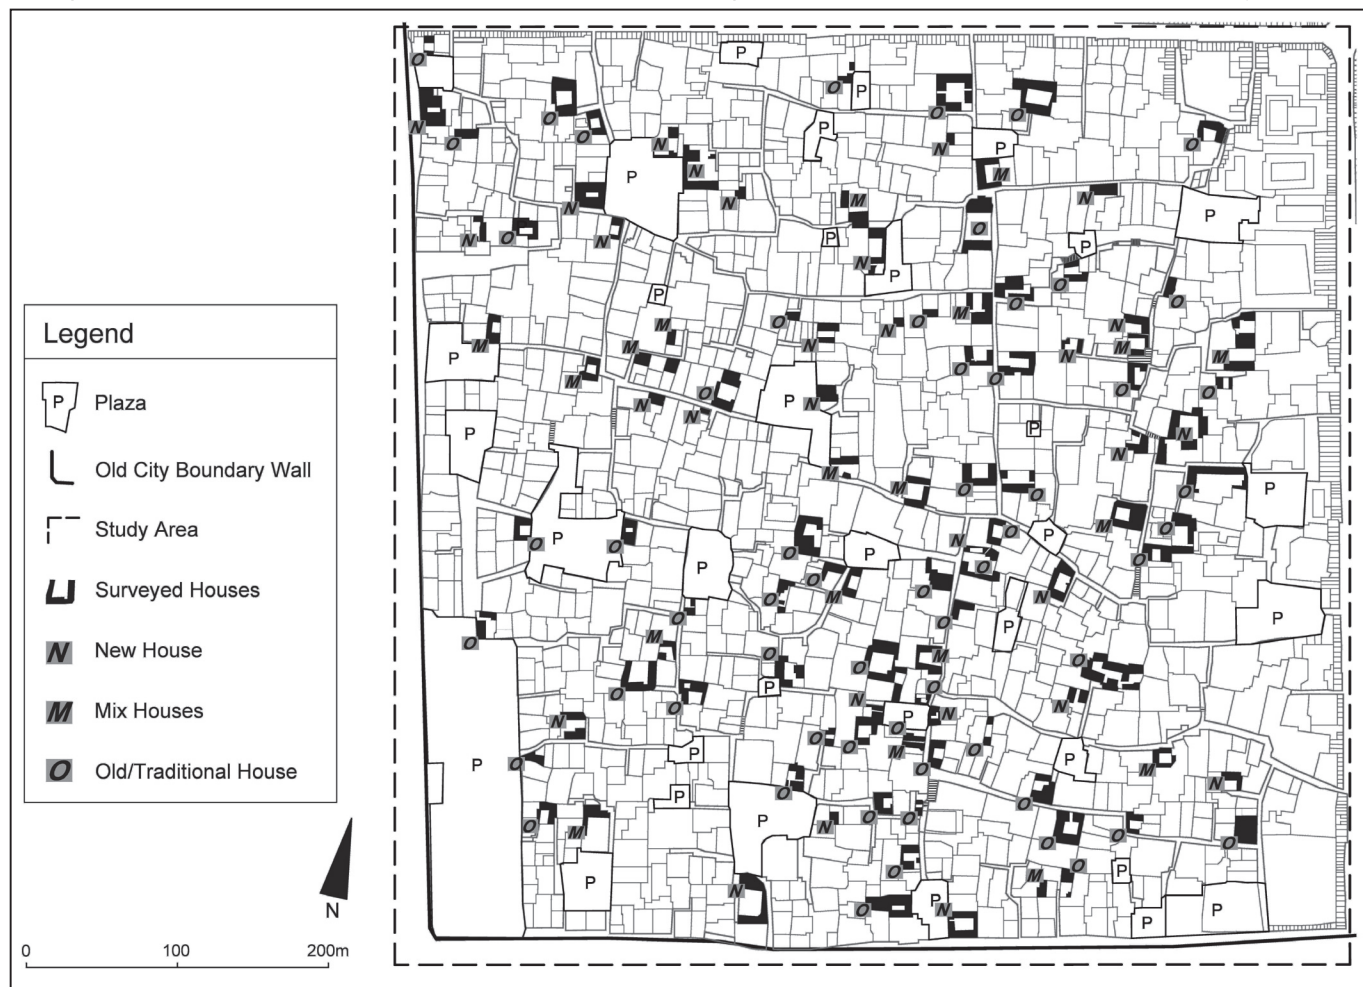 P
O
O P
O O O
N O O P N P O
O N N
P N M
N N M N P
N O N P N O P
P O
P O O
M O N N O M O N
P M M N N M M
M O O O O O
N N P N
P P N N
M M O O P O
M
P O O O P N O P O
P O O O
O M O N
O O P P
O M O O M O
O O P O
N N P N N
O O O M O
O P P P M N
P O P O
O M N O O O O O
P O P M O
N O P N P P
Legend
P Plaza
Old City Boundary Wall
Study Area
Surveyed Houses
N New House
M Mix Houses
O Old/Traditional House
N
0 100 200m